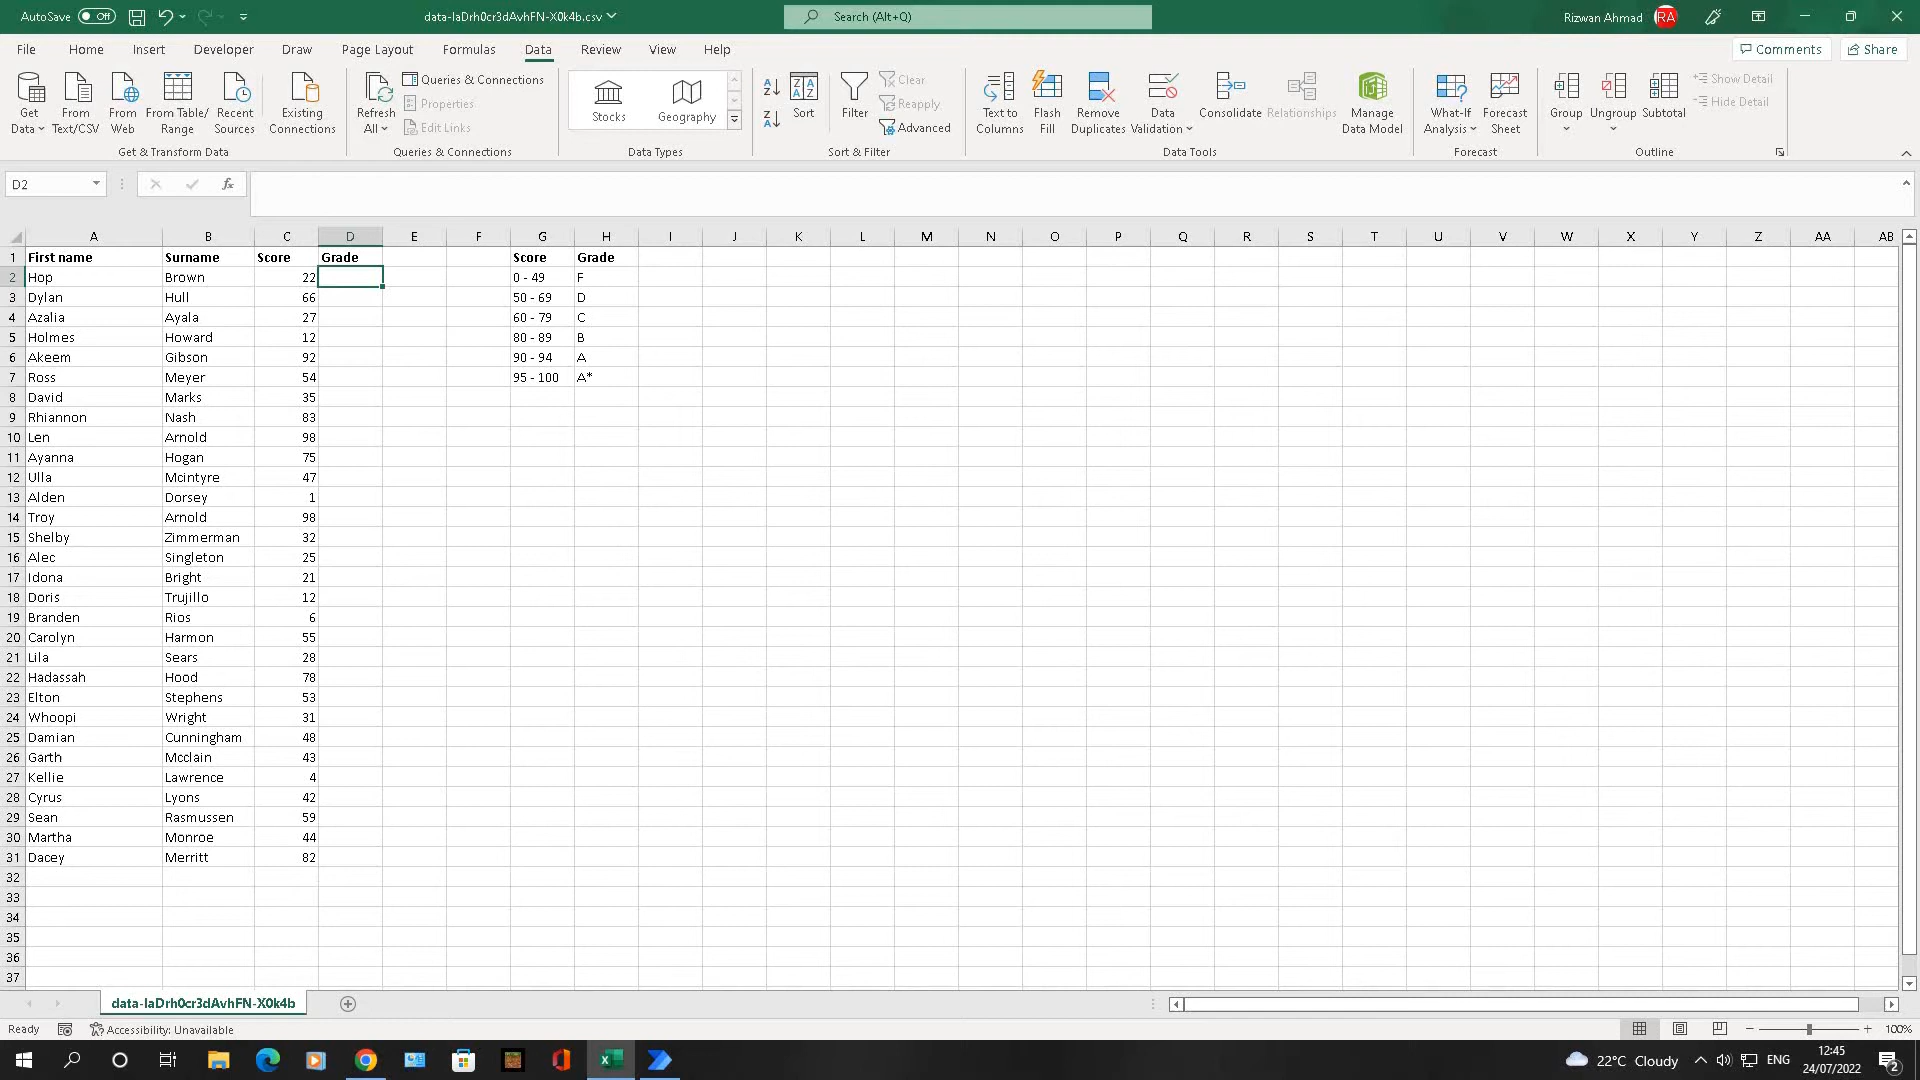 AutoSave Off data-IaDrh0cr3dAvhFN-X0k4b.csv Search (Alt+Q) Rizwan Ahmad RA
File Home Insert Developer Draw Page Layout Formulas Data Review View Help Comments Share
Get Data From Text/CSV From Web From Table/ Range Recent Sources Existing Connections
Get & Transform Data
Refresh All Queries & Connections Properties Edit Links
Queries & Connections
Stocks Geography
Data Types
Sort Filter Clear Reapply Advanced
Sort & Filter
Text to Columns Flash Fill Remove Duplicates Data Validation Consolidate Relationships Manage Data Model
Data Tools
What-If Analysis Forecast Sheet
Forecast
Group Ungroup Subtotal Show Detail Hide Detail
Outline
D2 fx
A B C D E F G H I J K L M N O P Q R S T U V W X Y Z AA AB
1 First name Surname Score Grade Score Grade
2 Hop Brown 22 0 - 49 F
3 Dylan Hull 66 50 - 69 D
4 Azalia Ayala 27 60 - 79 C
5 Holmes Howard 12 80 - 89 B
6 Akeem Gibson 92 90 - 94 A
7 Ross Meyer 54 95 - 100 A*
8 David Marks 35
9 Rhiannon Nash 83
10 Len Arnold 98
11 Ayanna Hogan 75
12 Ulla Mcintyre 47
13 Alden Dorsey 1
14 Troy Arnold 98
15 Shelby Zimmerman 32
16 Alec Singleton 25
17 Idona Bright 21
18 Doris Trujillo 12
19 Branden Rios 6
20 Carolyn Harmon 55
21 Lila Sears 28
22 Hadassah Hood 78
23 Elton Stephens 53
24 Whoopi Wright 31
25 Damian Cunningham 48
26 Garth Mcclain 43
27 Kellie Lawrence 4
28 Cyrus Lyons 42
29 Sean Rasmussen 59
30 Martha Monroe 44
31 Dacey Merritt 82
32
33
34
35
36
37
data-IaDrh0cr3dAvhFN-X0k4b
Ready Accessibility: Unavailable 100%
22°C Cloudy ENG 12:45
24/07/2022 2